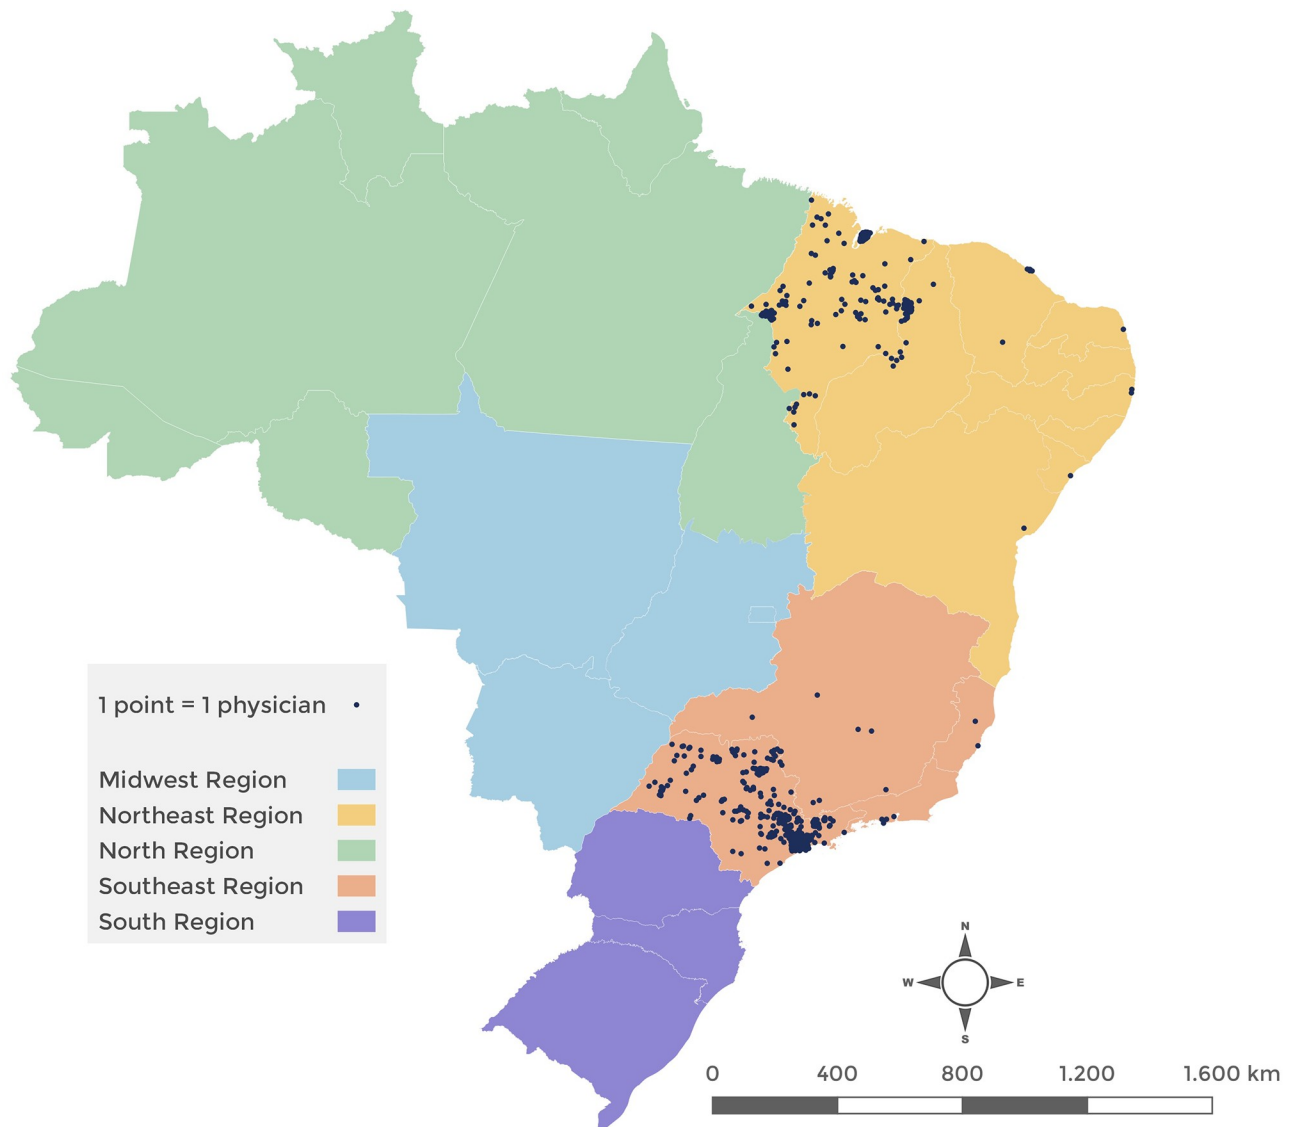 1 point = 1 physician
Midwest Region
Northeast Region
North Region
Southeast Region
South Region
N
W E
S
0 400 800 1.200 1.600 km